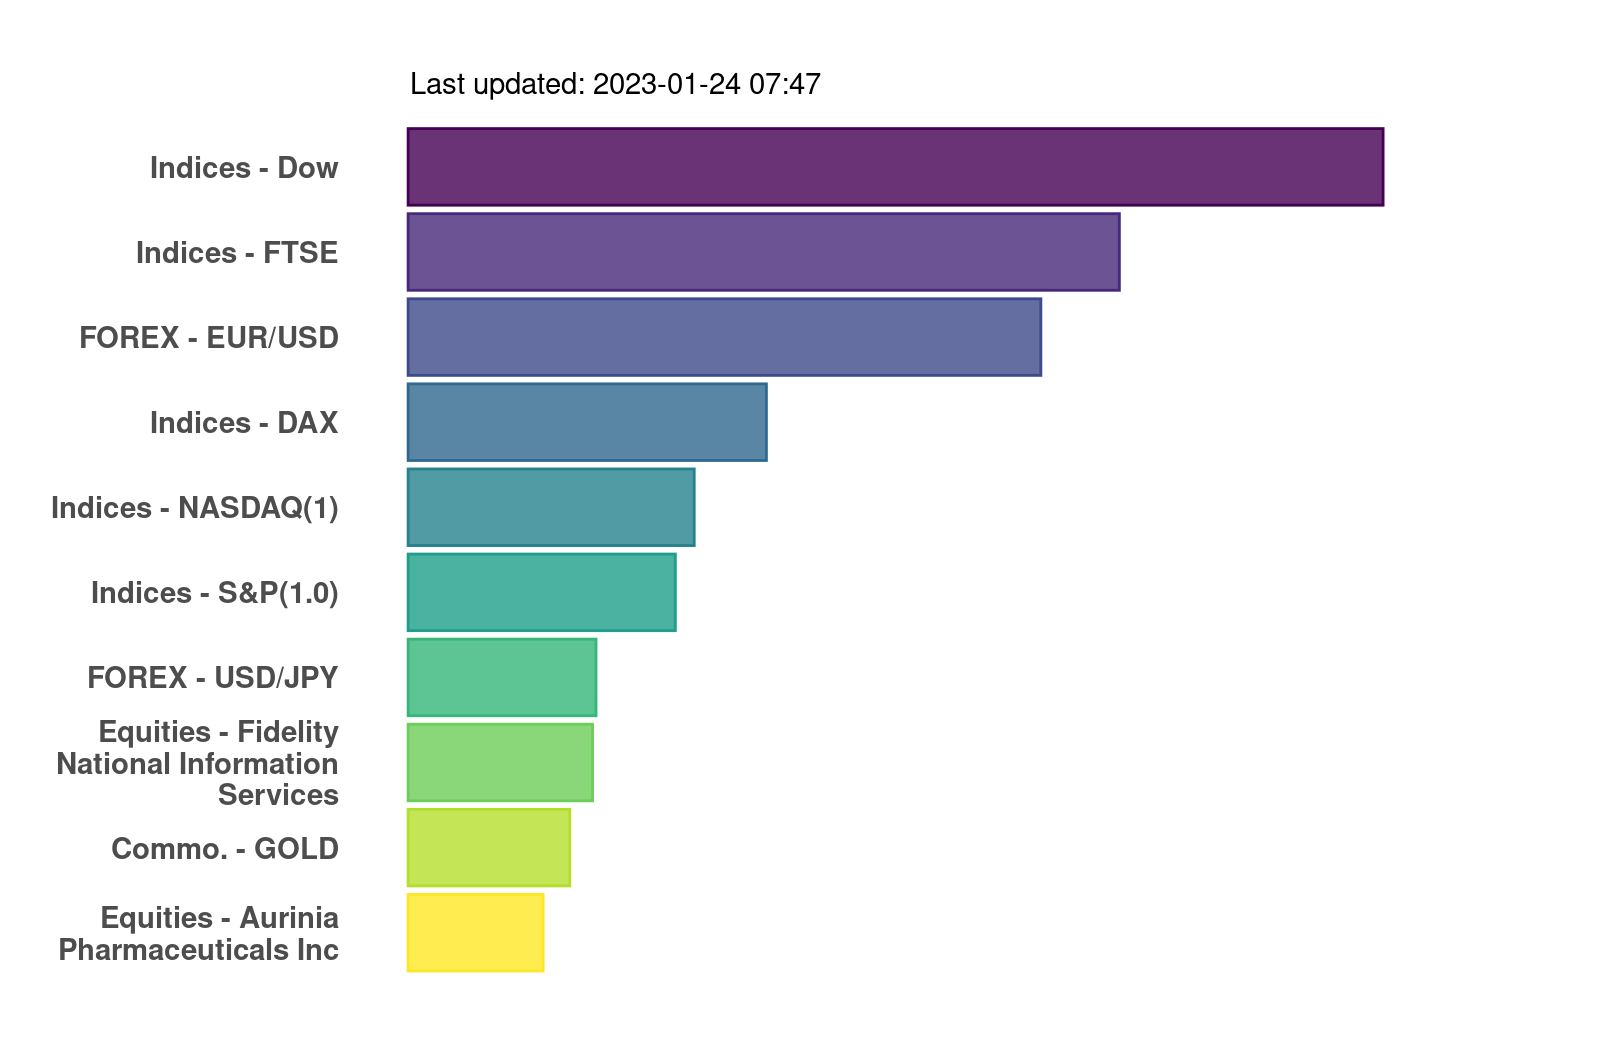 Last updated: 2023-01-24 07:47
Indices - Dow
Indices - FTSE
FOREX - EUR/USD
Indices - DAX
Indices - NASDAQ(1)
Indices - S&P(1.0)
FOREX - USD/JPY
Equities - Fidelity
National Information
Services
Commo. - GOLD
Equities - Aurinia
Pharmaceuticals Inc